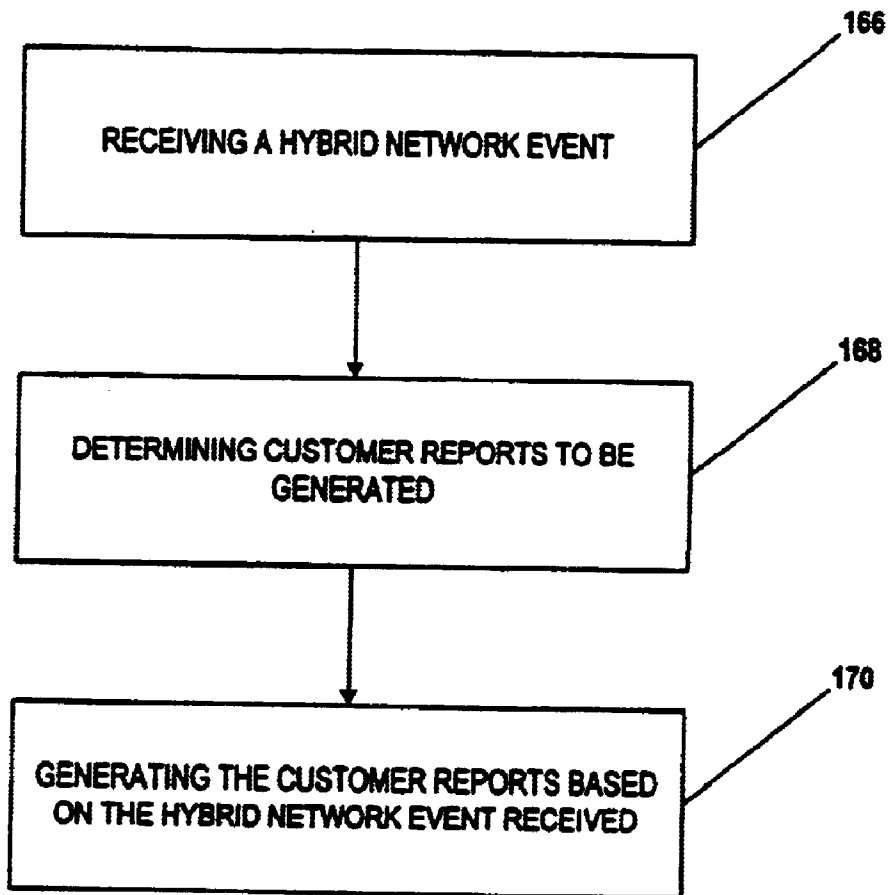 166
RECEIVING A HYBRID NETWORK EVENT
168
DETERMINING CUSTOMER REPORTS TO BE
GENERATED
170
GENERATING THE CUSTOMER REPORTS BASED
ON THE HYBRID NETWORK EVENT RECEIVED